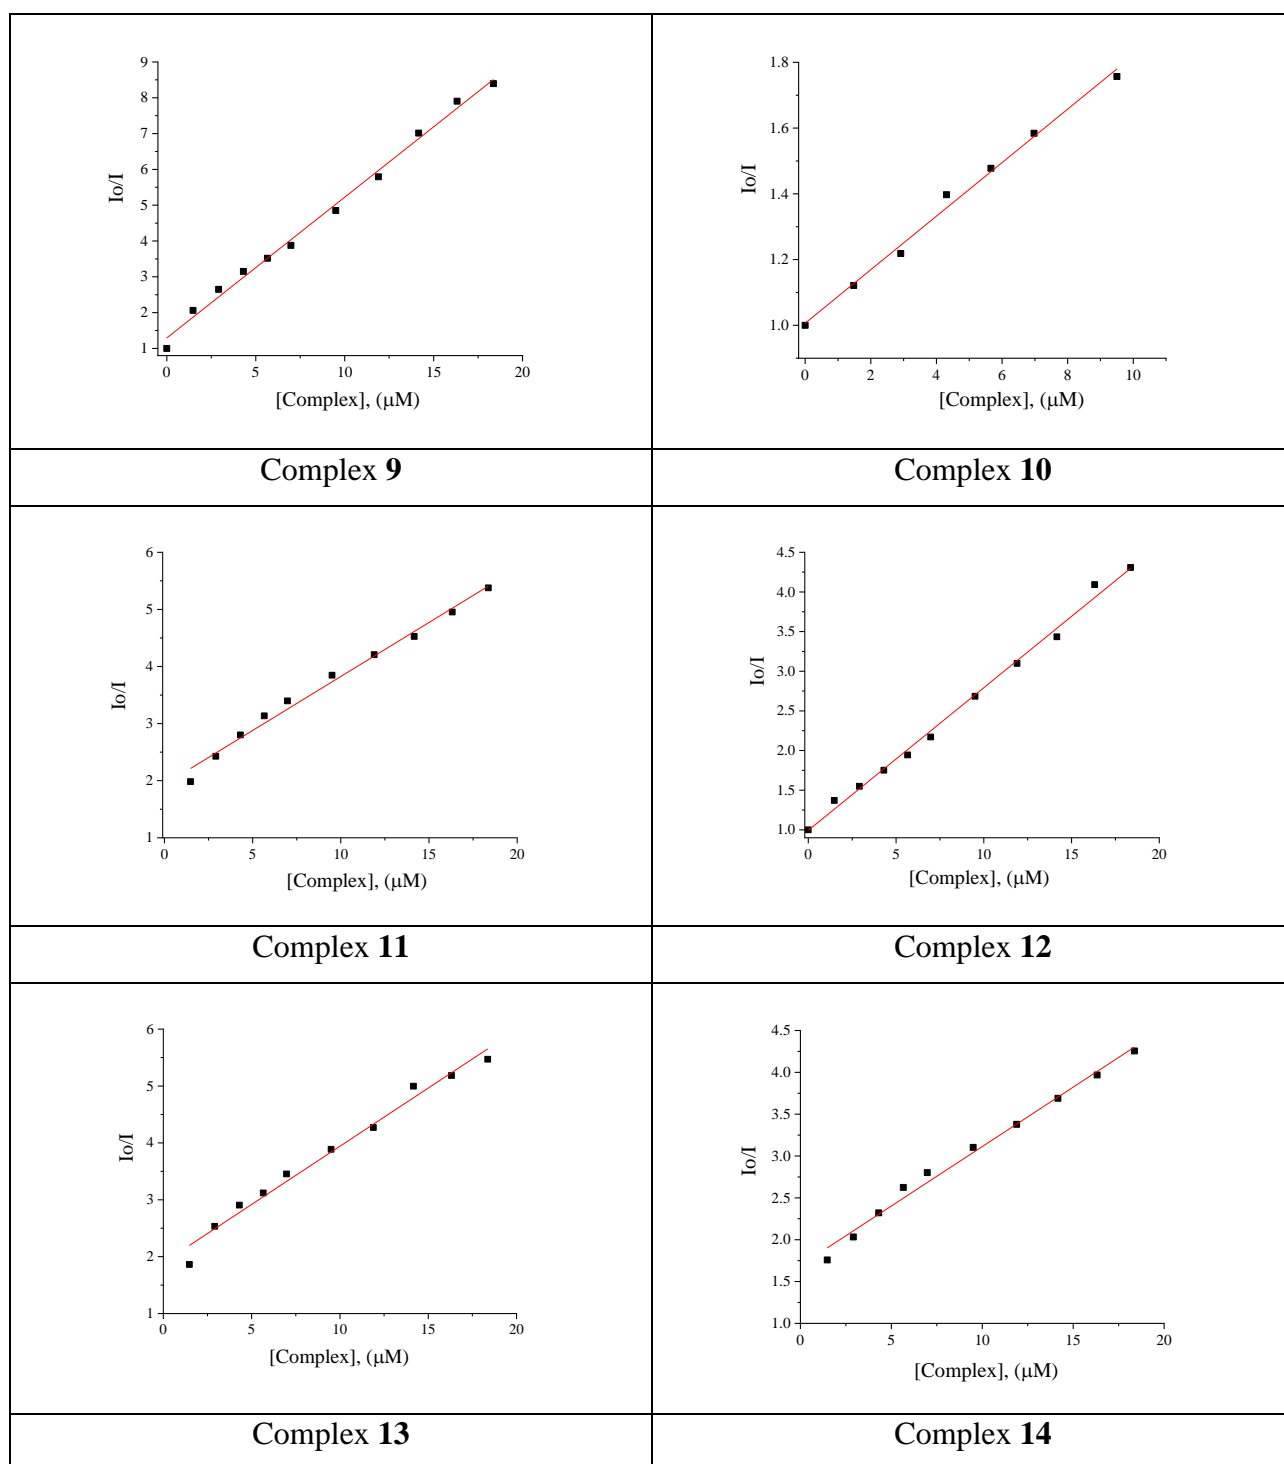 9
8
7
6
5
4
3
2
1
Io/I
0 5 10 15 20
[Complex], (μM)
1.8
1.6
1.4
1.2
1.0
Io/I
0 2 4 6 8 10
[Complex], (μM)
Complex 9
Complex 10
6
5
4
3
2
1
Io/I
0 5 10 15 20
[Complex], (μM)
4.5
4.0
3.5
3.0
2.5
2.0
1.5
1.0
Io/I
0 5 10 15 20
[Complex], (μM)
Complex 11
Complex 12
6
5
4
3
2
1
Io/I
0 5 10 15 20
[Complex], (μM)
4.5
4.0
3.5
3.0
2.5
2.0
1.5
1.0
Io/I
0 5 10 15 20
[Complex], (μM)
Complex 13
Complex 14